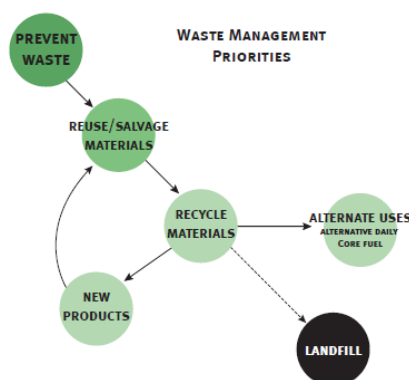 WASTE MANAGEMENT
PRIORITIES
PREVENT
WASTE
REUSE/SALVAGE
MATERIALS
RECYCLE
MATERIALS
ALTERNATE USES
ALTERNATIVE DAILY
CORE FUEL
NEW
PRODUCTS
LANDFILL